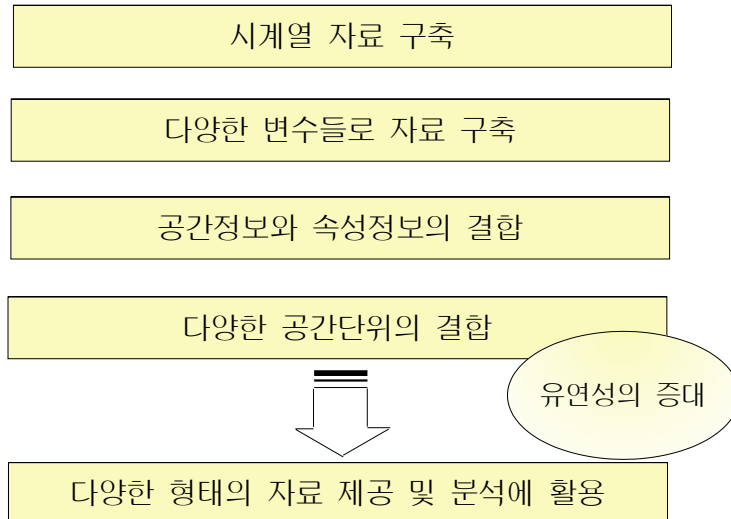 시계열 자료 구축
다양한 변수들로 자료 구축
공간정보와 속성정보의 결합
다양한 공간단위의 결합
유연성의 증대
다양한 형태의 자료 제공 및 분석에 활용